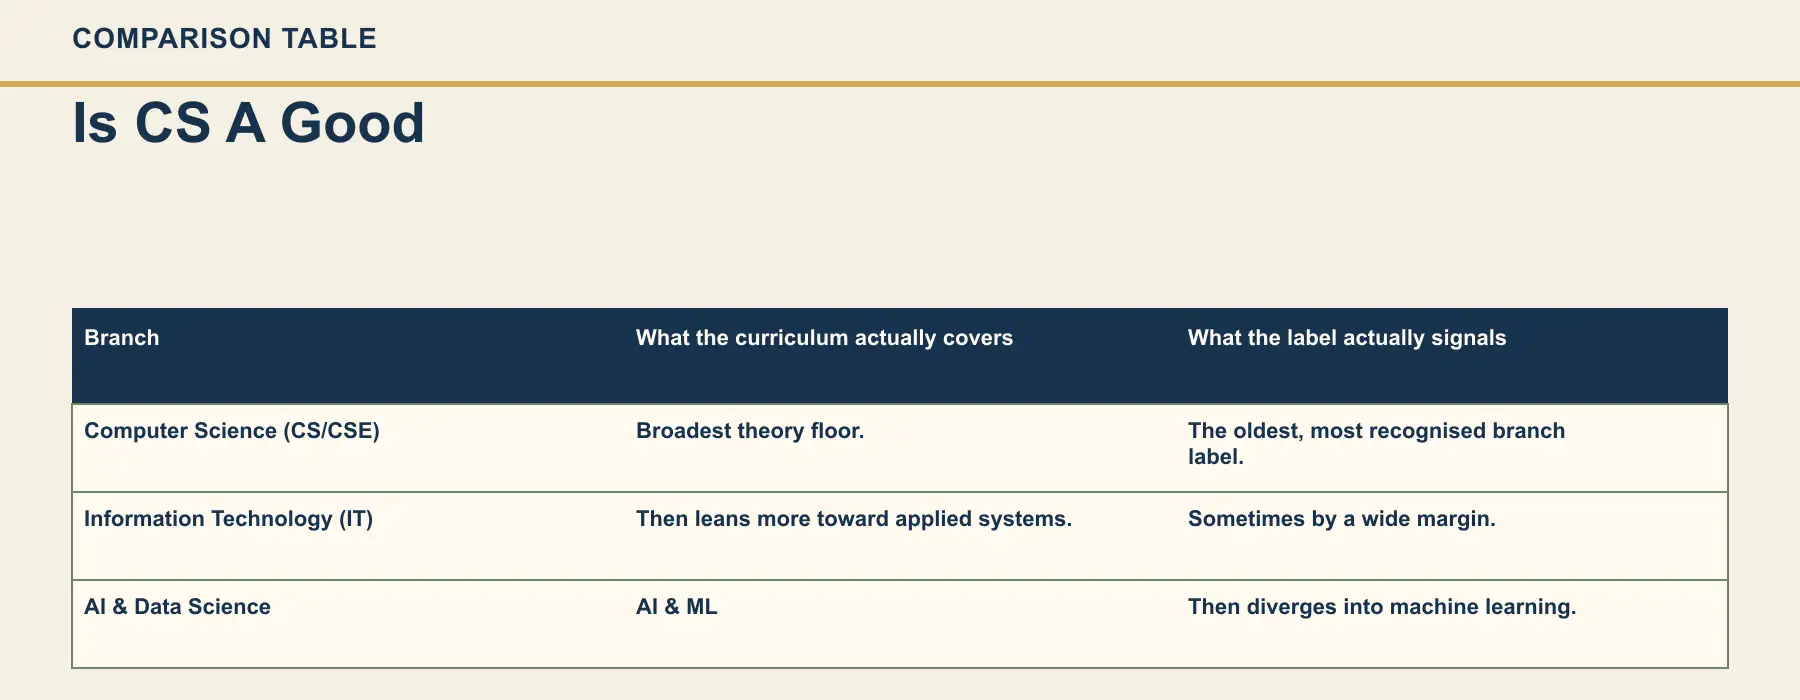 COMPARISON TABLE
Is CS A Good
Branch What the curriculum actually covers What the label actually signals
Computer Science (CS/CSE) Broadest theory floor. The oldest, most recognised branch
label.
Information Technology (IT) Then leans more toward applied systems. Sometimes by a wide margin.
AI & Data Science AI & ML Then diverges into machine learning.